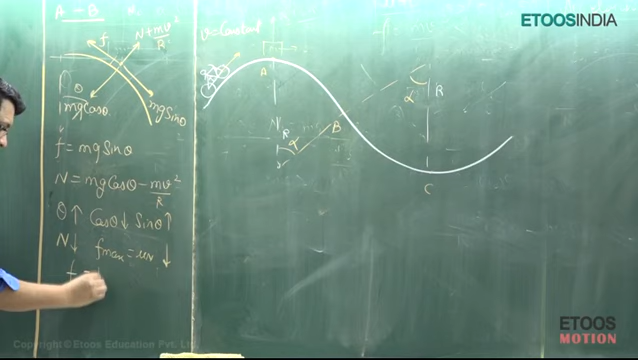 A - B
N + mv²/R
f
θ
mg Cosθ
mg Sinθ
f = mg Sinθ
N = mg Cosθ - mv²/R
θ ↑ Cosθ ↓ Sinθ ↑
N ↓ fmax = μN ↓
f =
v = Constant
A
R
α
B
α
R
C
ETOOSINDIA
ETOOS
MOTION
Copyright © Etoos Education Pvt. Ltd.